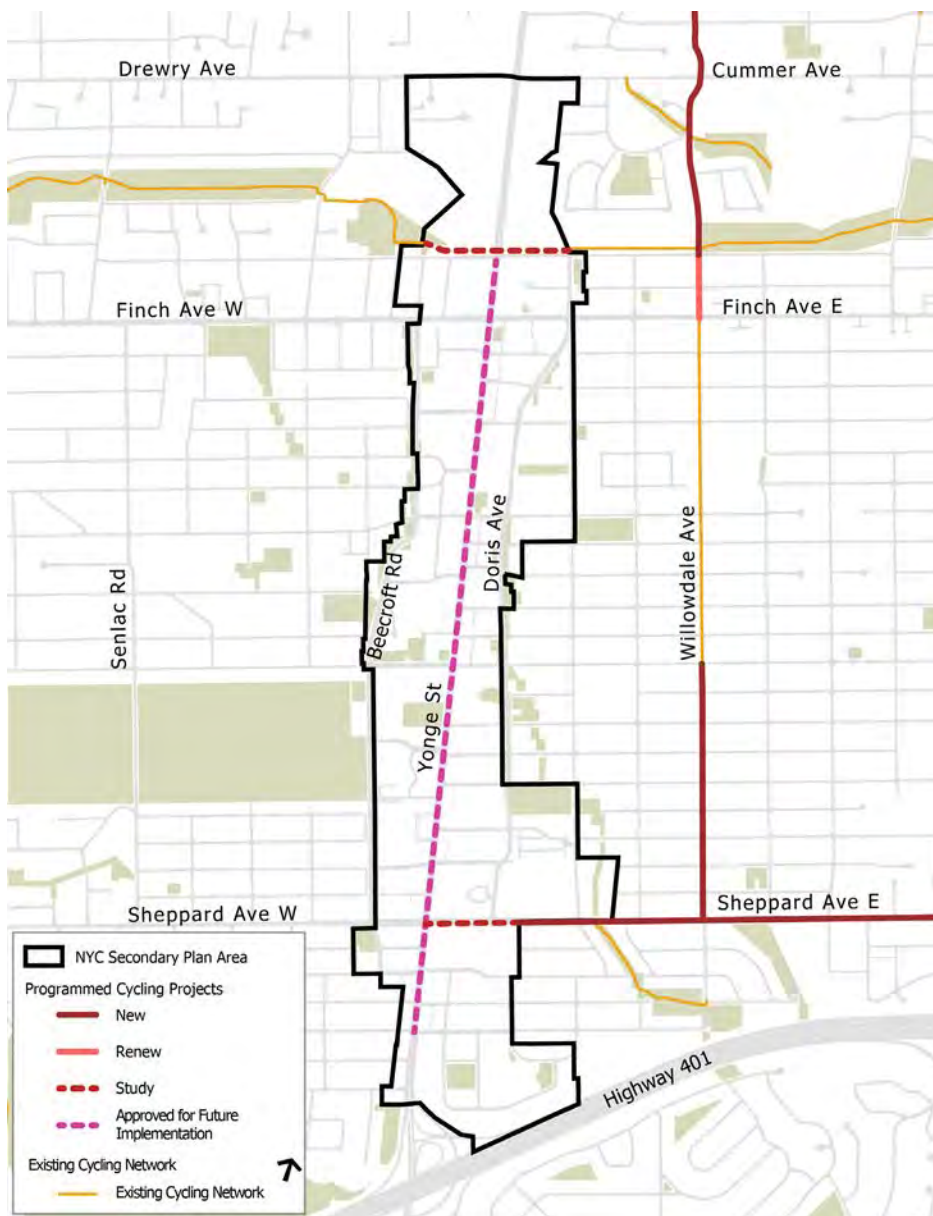 Drewry Ave
Cummer Ave
Finch Ave W
Finch Ave E
Doris Ave
Willowdale Ave
Beecroft Rd
Senlac Rd
Yonge St
Sheppard Ave W
Sheppard Ave E
Highway 401
NYC Secondary Plan Area
Programmed Cycling Projects
New
Renew
Study
Approved for Future
Implementation
Existing Cycling Network
Existing Cycling Network